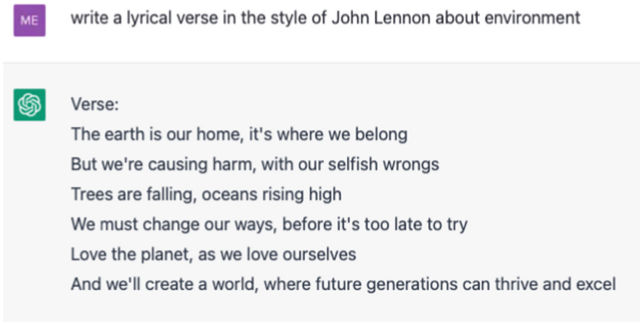 ME
write a lyrical verse in the style of John Lennon about environment
Verse:
The earth is our home, it's where we belong
But we're causing harm, with our selfish wrongs
Trees are falling, oceans rising high
We must change our ways, before it's too late to try
Love the planet, as we love ourselves
And we'll create a world, where future generations can thrive and excel